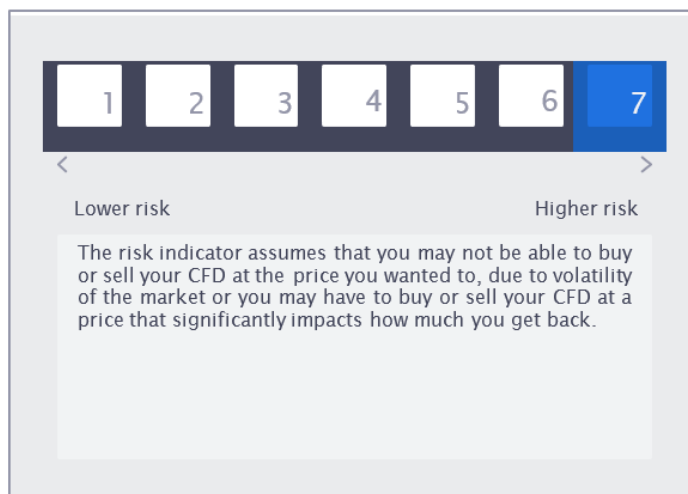 1 2 3 4 5 6 7
Lower risk Higher risk
The risk indicator assumes that you may not be able to buy
or sell your CFD at the price you wanted to, due to volatility
of the market or you may have to buy or sell your CFD at a
price that significantly impacts how much you get back.